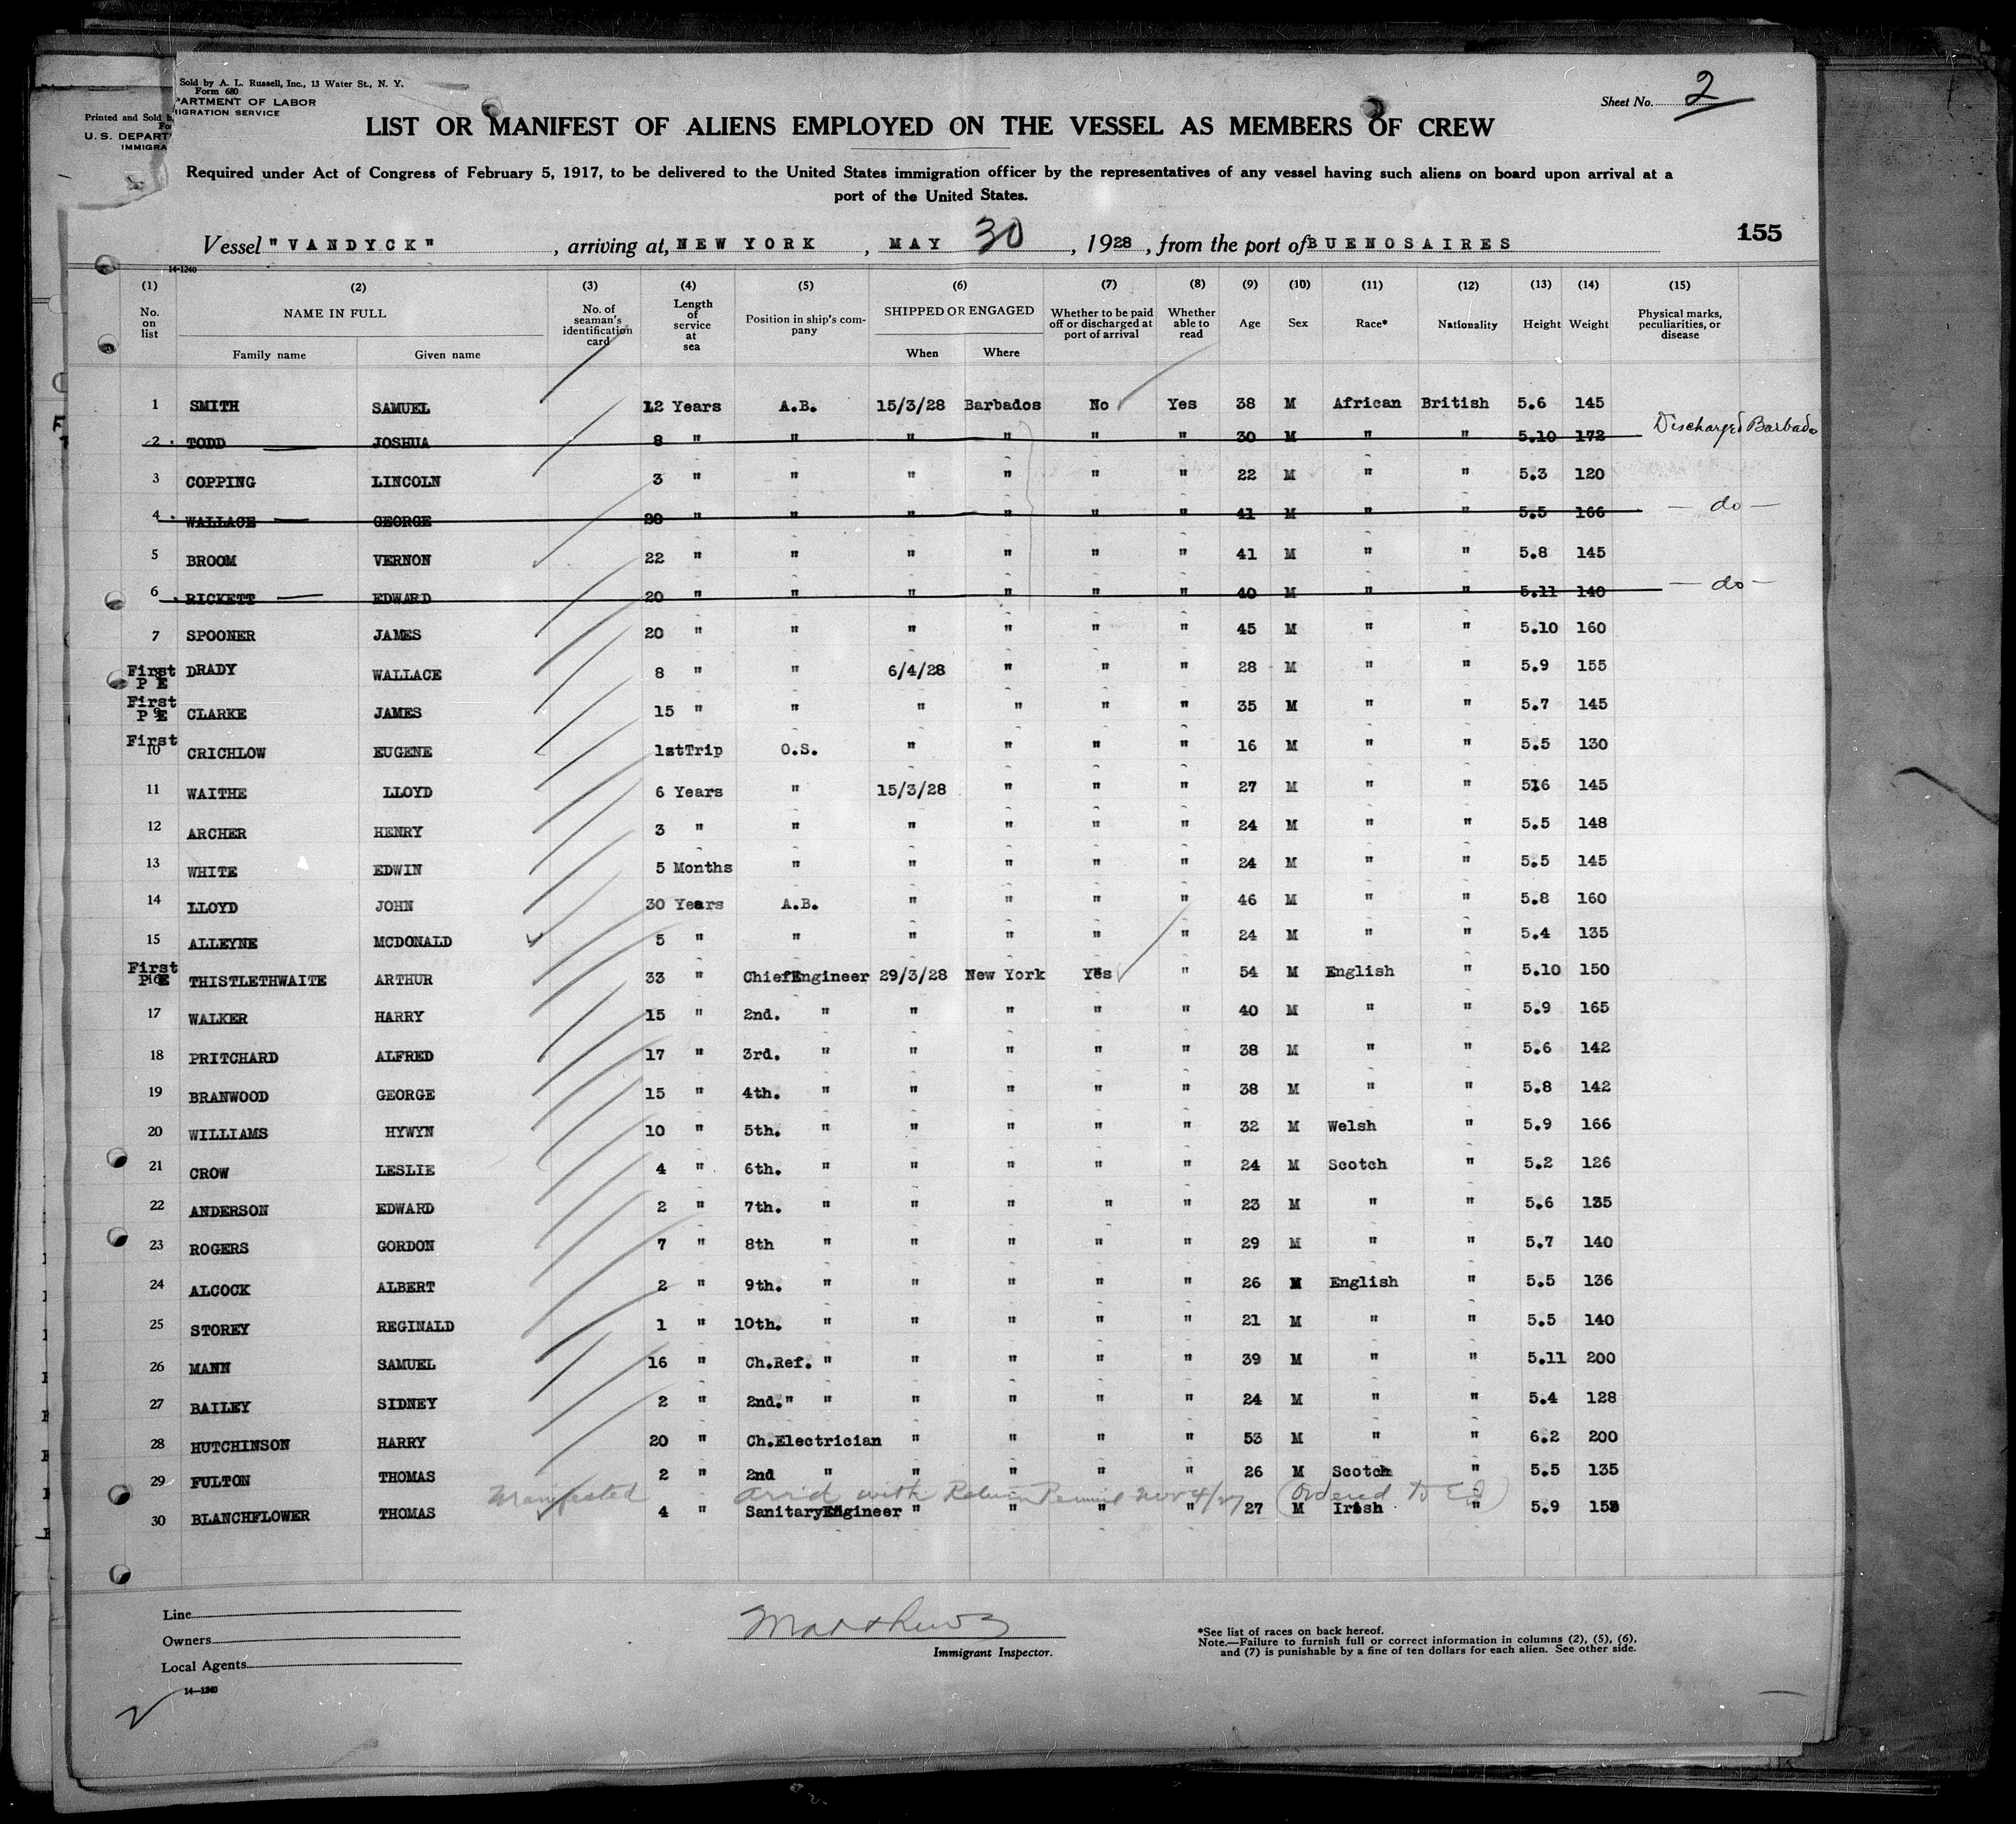 Sold by A. L. Russell, Inc., 13 Water St., N. Y.
Form 680
PARTMENT OF LABOR
IGRATION SERVICE
Printed and Sold b
Fo
U. S. DEPART
IMMIGRA
Sheet No. 2
LIST OR MANIFEST OF ALIENS EMPLOYED ON THE VESSEL AS MEMBERS OF CREW
Required under Act of Congress of February 5, 1917, to be delivered to the United States immigration officer by the representatives of any vessel having such aliens on board upon arrival at a
port of the United States.
155
Vessel "VANDYCK", arriving at, NEW YORK, MAY 30, 1928, from the port of BUENOSAIRES
14-1240
(1) (2) (3) (4) (5) (6) (7) (8) (9) (10) (11) (12) (13) (14) (15)
No. on list NAME IN FULL No. of seaman's identification card Length of service at sea Position in ship's company SHIPPED OR ENGAGED Whether to be paid off or discharged at port of arrival Whether able to read Age Sex Race* Nationality Height Weight Physical marks, peculiarities, or disease
Family name Given name When Where
1 SMITH SAMUEL 12 Years A.B. 15/3/28 Barbados No Yes 38 M African British 5.6 145
2 TODD JOSHUA 8 " " " " " " 30 M " " 5.10 172 Discharged Barbados
3 COPPING LINCOLN 3 " " " " " " 22 M " " 5.3 120
4 WALLACE GEORGE 20 " " " " " " 41 M " " 5.5 166 - do -
5 BROOM VERNON 22 " " " " " " 41 M " " 5.8 145
6 RICKETT EDWARD 20 " " " " " " 40 M " " 5.11 140 - do -
7 SPOONER JAMES 20 " " " " " " 45 M " " 5.10 160
First P E 8 DRADY WALLACE 8 " " 6/4/28 " " " 28 M " " 5.9 155
First P E 9 CLARKE JAMES 15 " " " " " " 35 M " " 5.7 145
First 10 CRICHLOW EUGENE 1stTrip O.S. " " " " 16 M " " 5.5 130
11 WAITHE LLOYD 6 Years " 15/3/28 " " " 27 M " " 516 145
12 ARCHER HENRY 3 " " " " " " 24 M " " 5.5 148
13 WHITE EDWIN 5 Months " " " " " 24 M " " 5.5 145
14 LLOYD JOHN 30 Years A.B. " " " " 46 M " " 5.8 160
15 ALLEYNE MCDONALD 5 " " " " " " 24 M " " 5.4 135
First P E 16 THISTLETHWAITE ARTHUR 33 " ChiefEngineer 29/3/28 New York Yes " 54 M English " 5.10 150
17 WALKER HARRY 15 " 2nd. " " " " " 40 M " " 5.9 165
18 PRITCHARD ALFRED 17 " 3rd. " " " " " 38 M " " 5.6 142
19 BRANWOOD GEORGE 15 " 4th. " " " " " 38 M " " 5.8 142
20 WILLIAMS HYWYN 10 " 5th. " " " " " 32 M Welsh " 5.9 166
21 CROW LESLIE 4 " 6th. " " " " " 24 M Scotch " 5.2 126
22 ANDERSON EDWARD 2 " 7th. " " " " " 23 M " " 5.6 135
23 ROGERS GORDON 7 " 8th " " " " " 29 M " " 5.7 140
24 ALCOCK ALBERT 2 " 9th. " " " " " 26 M English " 5.5 136
25 STOREY REGINALD 1 " 10th. " " " " " 21 M " " 5.5 140
26 MANN SAMUEL 16 " Ch.Ref. " " " " " 39 M " " 5.11 200
27 BAILEY SIDNEY 2 " 2nd." " " " " " 24 M " " 5.4 128
28 HUTCHINSON HARRY 20 " Ch.Electrician " " " " 53 M " " 6.2 200
29 FULTON THOMAS 2 " 2nd " " " " " 26 M Scotch " 5.5 135
Manifested arrid with Return Permit Nov 4/27 (Ordered to
30 BLANCHFLOWER THOMAS 4 " SanitaryEngineer " " " " 27 M Irish " 5.9 153
Line
Owners
Local Agents
14-1240
Matthews
Immigrant Inspector.
*See list of races on back hereof.
Note.—Failure to furnish full or correct information in columns (2), (5), (6),
and (7) is punishable by a fine of ten dollars for each alien. See other side.